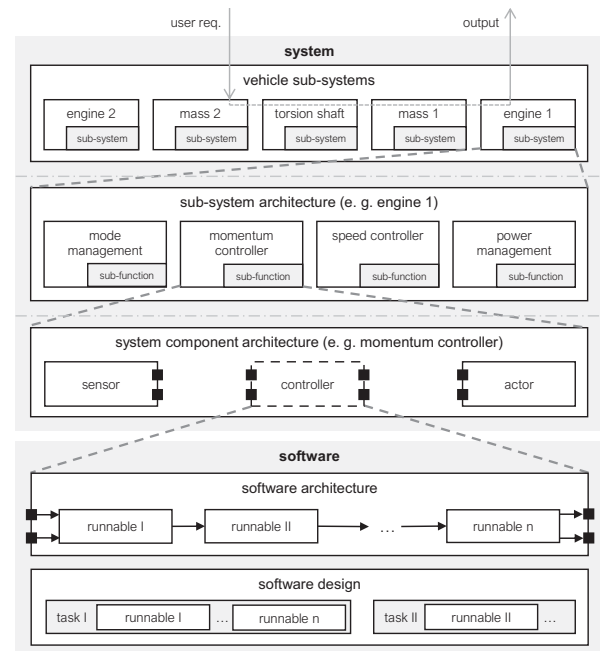 user req. output
system
vehicle sub-systems
engine 2 mass 2 torsion shaft mass 1 engine 1
sub-system sub-system sub-system sub-system sub-system
sub-system architecture (e. g. engine 1)
mode momentum speed controller power
management controller management
sub-function sub-function sub-function sub-function
system component architecture (e. g. momentum controller)
sensor controller actor
software
software architecture
runnable I runnable II … runnable n
software design
task I runnable I … runnable n task II runnable II …